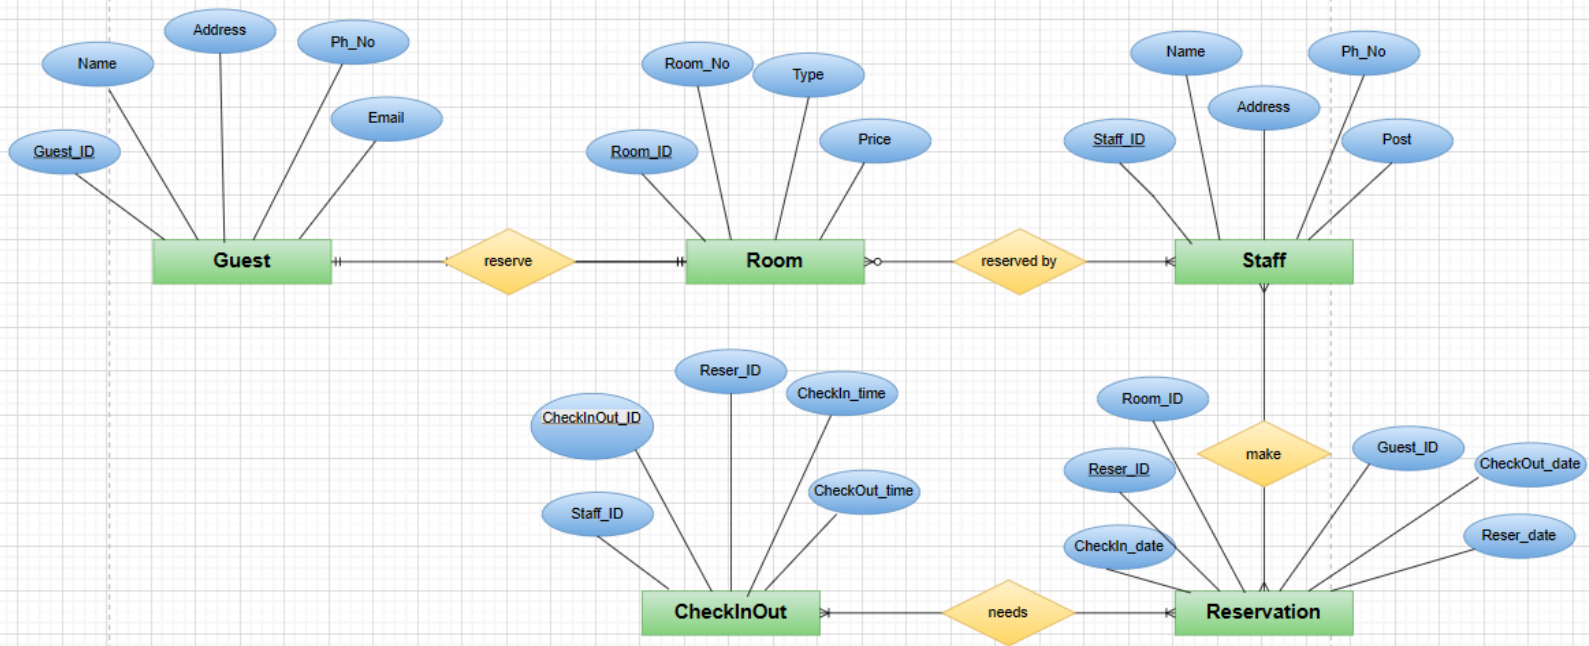 Address
Name
Ph_No
Email
Guest_ID
Guest
reserve
Room_No
Type
Room_ID
Price
Room
reserved by
Name
Ph_No
Address
Staff_ID
Post
Staff
make
Reser_ID
CheckIn_time
CheckInOut_ID
CheckOut_time
Staff_ID
CheckInOut
needs
Room_ID
Guest_ID
Reser_ID
CheckOut_date
CheckIn_date
Reser_date
Reservation